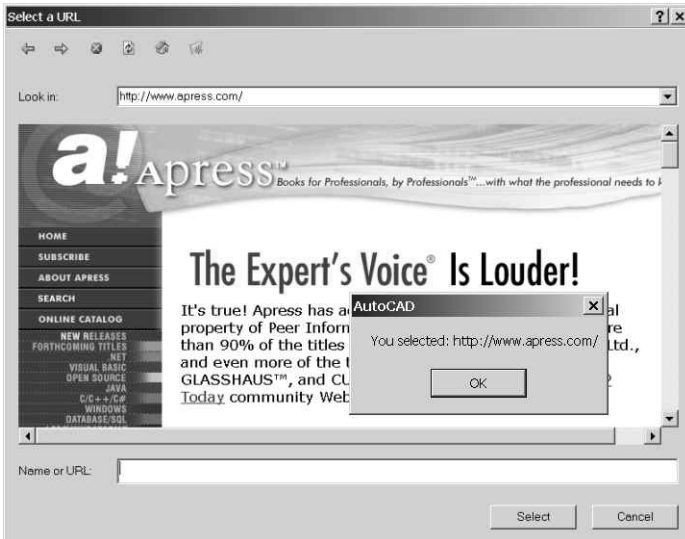 Select a URL
Look in:
http://www.apress.com/
a! Apress™
Books for Professionals, by Professionals™...with what the professional needs to k
HOME
SUBSCRIBE
ABOUT APRESS
SEARCH
ONLINE CATALOG
NEW RELEASES
FORTHCOMING TITLES
.NET
VISUAL BASIC
OPEN SOURCE
JAVA
C/C++/C#
WINDOWS
DATABASE/SQL
The Expert's Voice® Is Louder!
It's true! Apress has a
property of Peer Inform
than 90% of the titles
Ltd.,
and even more of the t
GLASSHAUS™, and CU
Today community Web
AutoCAD
You selected: http://www.apress.com/
OK
Name or URL:
Select
Cancel